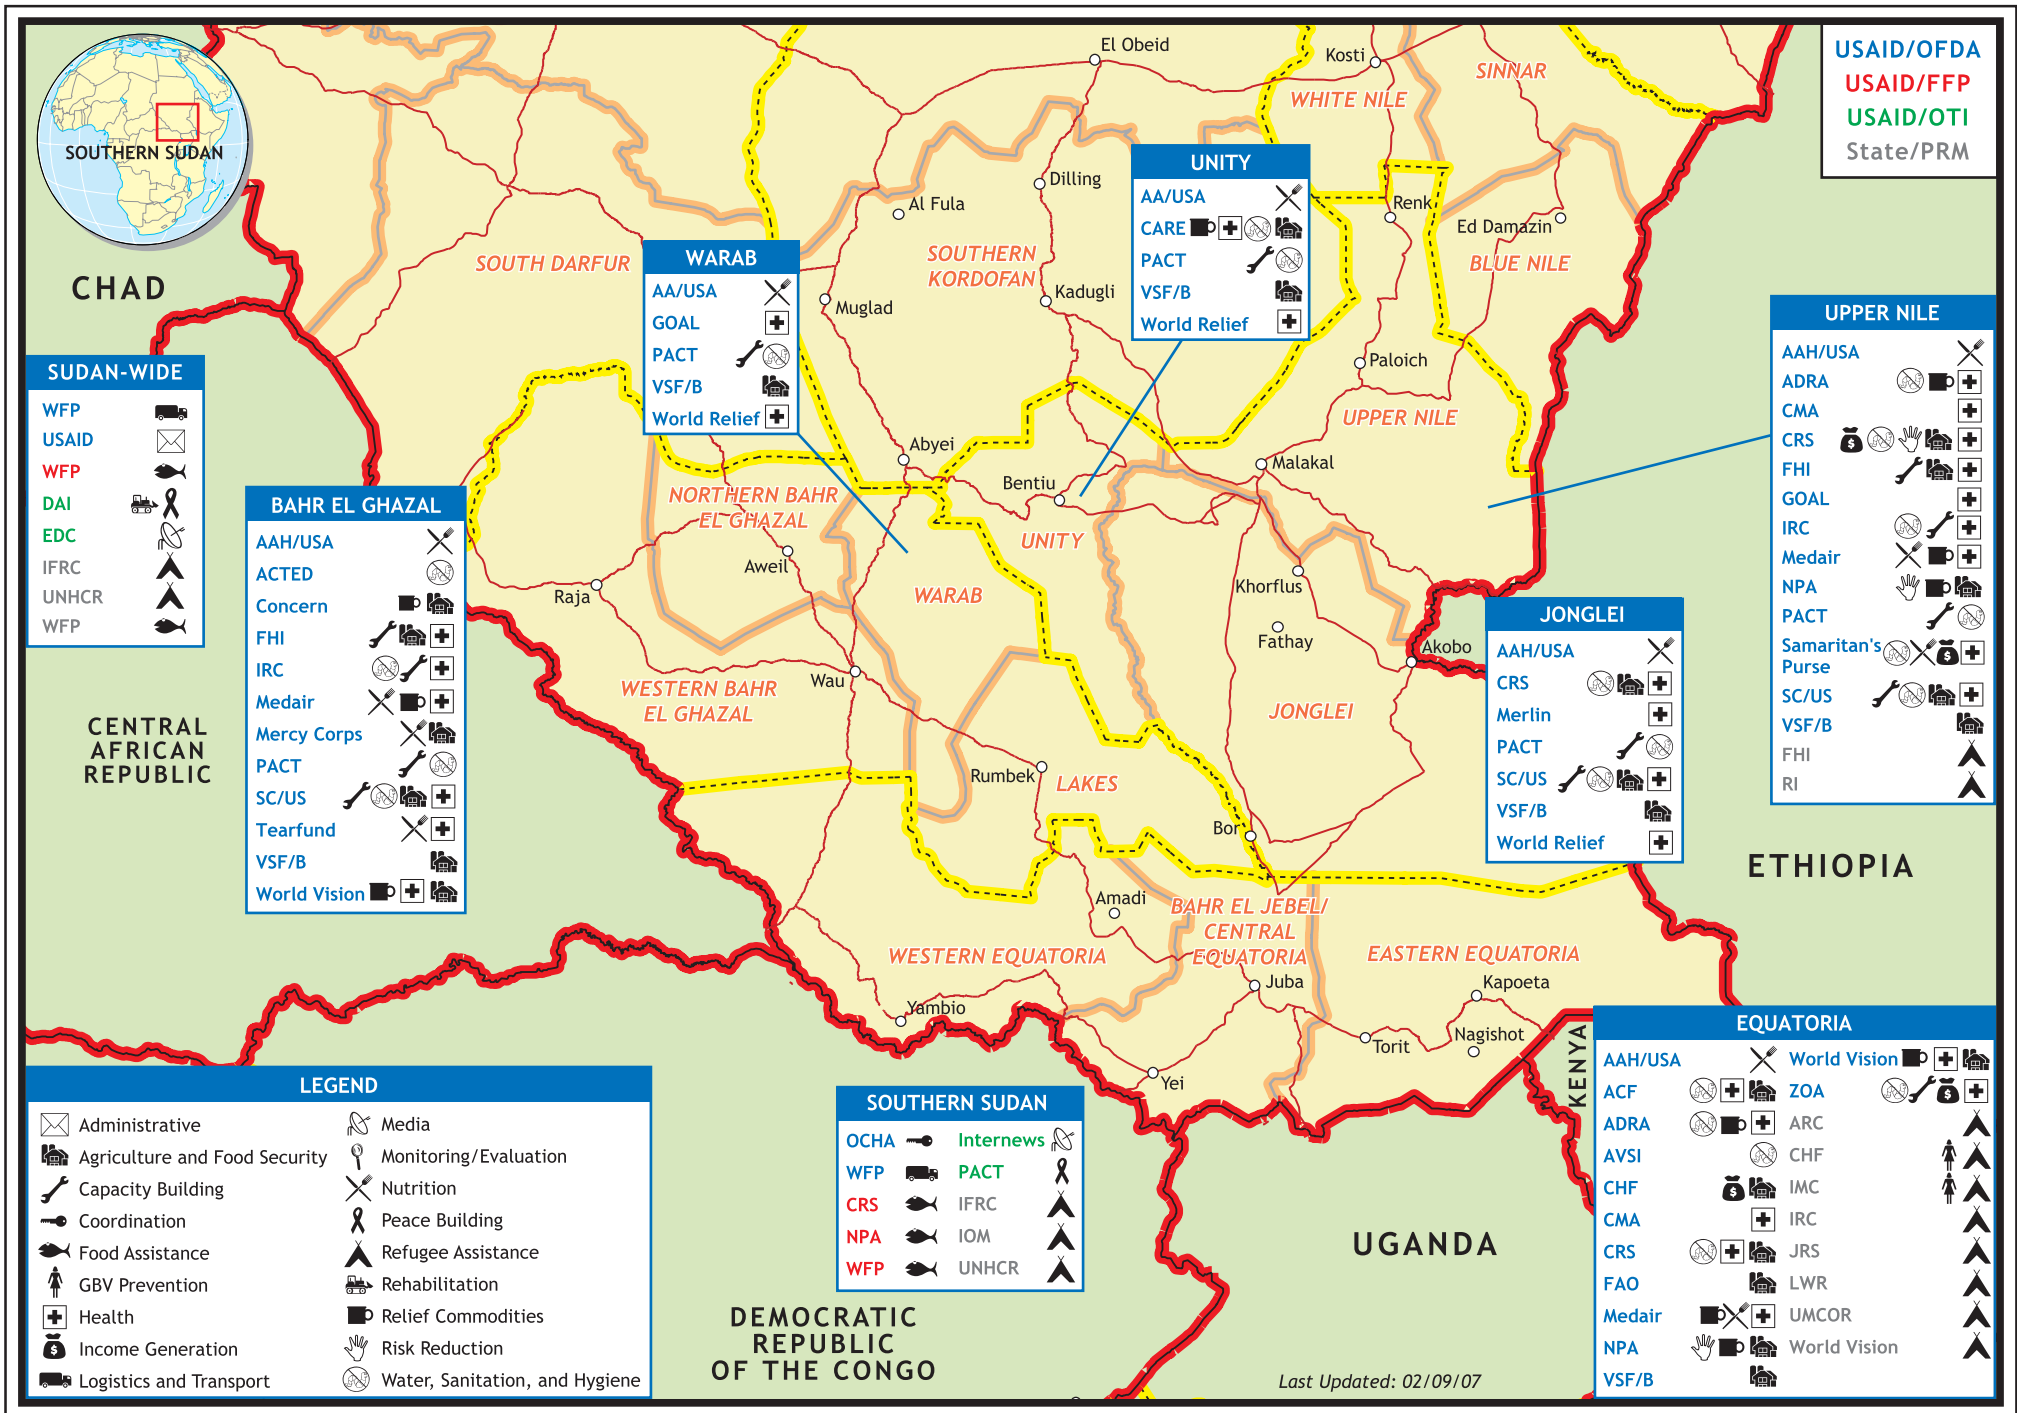 SOUTHERN SUDAN
USAID/OFDA
USAID/FFP
USAID/OTI
State/PRM
El Obeid
Kosti
SINNAR
WHITE NILE
Dilling
Al Fula
Renk
Ed Damazin
SOUTH DARFUR
SOUTHERN
KORDOFAN
BLUE NILE
CHAD
Muglad
Kadugli
Paloich
UPPER NILE
Abyei
Malakal
Bentiu
NORTHERN BAHR
EL GHAZAL
UNITY
Aweil
Raja
WARAB
Khorflus
Fathay
Akobo
Wau
WESTERN BAHR
EL GHAZAL
JONGLEI
CENTRAL
AFRICAN
REPUBLIC
Rumbek
LAKES
Bor
ETHIOPIA
Amadi
BAHR EL JEBEL/
CENTRAL
EQUATORIA
WESTERN EQUATORIA
EASTERN EQUATORIA
Juba
Kapoeta
Yambio
Torit
Nagishot
Yei
KENYA
UGANDA
DEMOCRATIC
REPUBLIC
OF THE CONGO
Last Updated: 02/09/07
UNITY
AA/USA
CARE
PACT
VSF/B
World Relief
WARAB
AA/USA
GOAL
PACT
VSF/B
World Relief
UPPER NILE
AAH/USA
ADRA
CMA
CRS
FHI
GOAL
IRC
Medair
NPA
PACT
Samaritan's
Purse
SC/US
VSF/B
FHI
RI
SUDAN-WIDE
WFP
USAID
WFP
DAI
EDC
IFRC
UNHCR
WFP
BAHR EL GHAZAL
AAH/USA
ACTED
Concern
FHI
IRC
Medair
Mercy Corps
PACT
SC/US
Tearfund
VSF/B
World Vision
JONGLEI
AAH/USA
CRS
Merlin
PACT
SC/US
VSF/B
World Relief
SOUTHERN SUDAN
OCHA Internews
WFP PACT
CRS IFRC
NPA IOM
WFP UNHCR
EQUATORIA
AAH/USA World Vision
ACF ZOA
ADRA ARC
AVSI CHF
CHF IMC
CMA IRC
CRS JRS
FAO LWR
Medair UMCOR
NPA World Vision
VSF/B
LEGEND
Administrative Media
Agriculture and Food Security Monitoring/Evaluation
Capacity Building Nutrition
Coordination Peace Building
Food Assistance Refugee Assistance
GBV Prevention Rehabilitation
Health Relief Commodities
Income Generation Risk Reduction
Logistics and Transport Water, Sanitation, and Hygiene